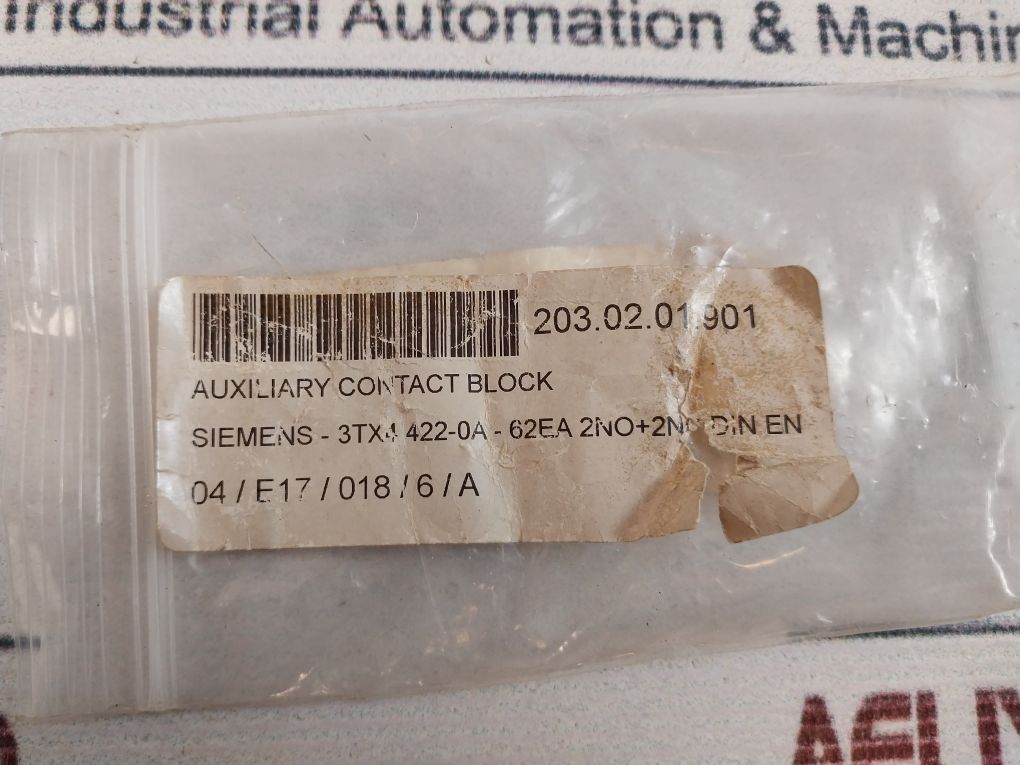 Industrial Automation & Machin
203.02.01.901
AUXILIARY CONTACT BLOCK
SIEMENS - 3TX4 422-0A - 62EA 2NO+2NC DIN EN
04 / E17 / 018 / 6 / A